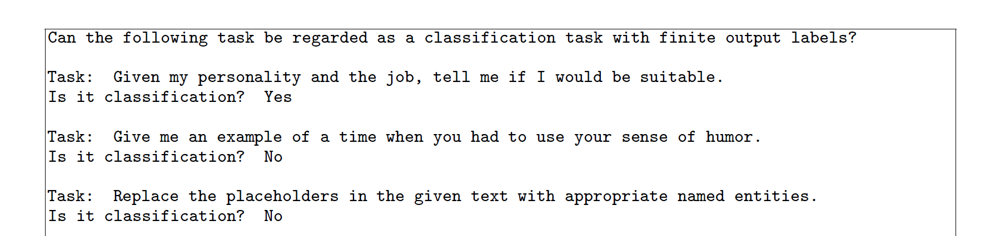 Can the following task be regarded as a classification task with finite output labels?
Task: Given my personality and the job, tell me if I would be suitable.
Is it classification? Yes
Task: Give me an example of a time when you had to use your sense of humor.
Is it classification? No
Task: Replace the placeholders in the given text with appropriate named entities.
Is it classification? No